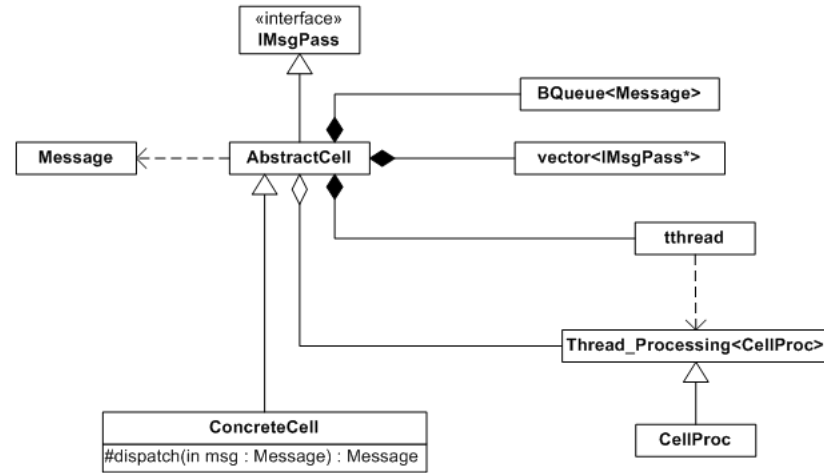 «interface»
IMsgPass
BQueue<Message>
Message
AbstractCell
vector<IMsgPass*>
tthread
Thread_Processing<CellProc>
ConcreteCell
#dispatch(in msg : Message) : Message
CellProc